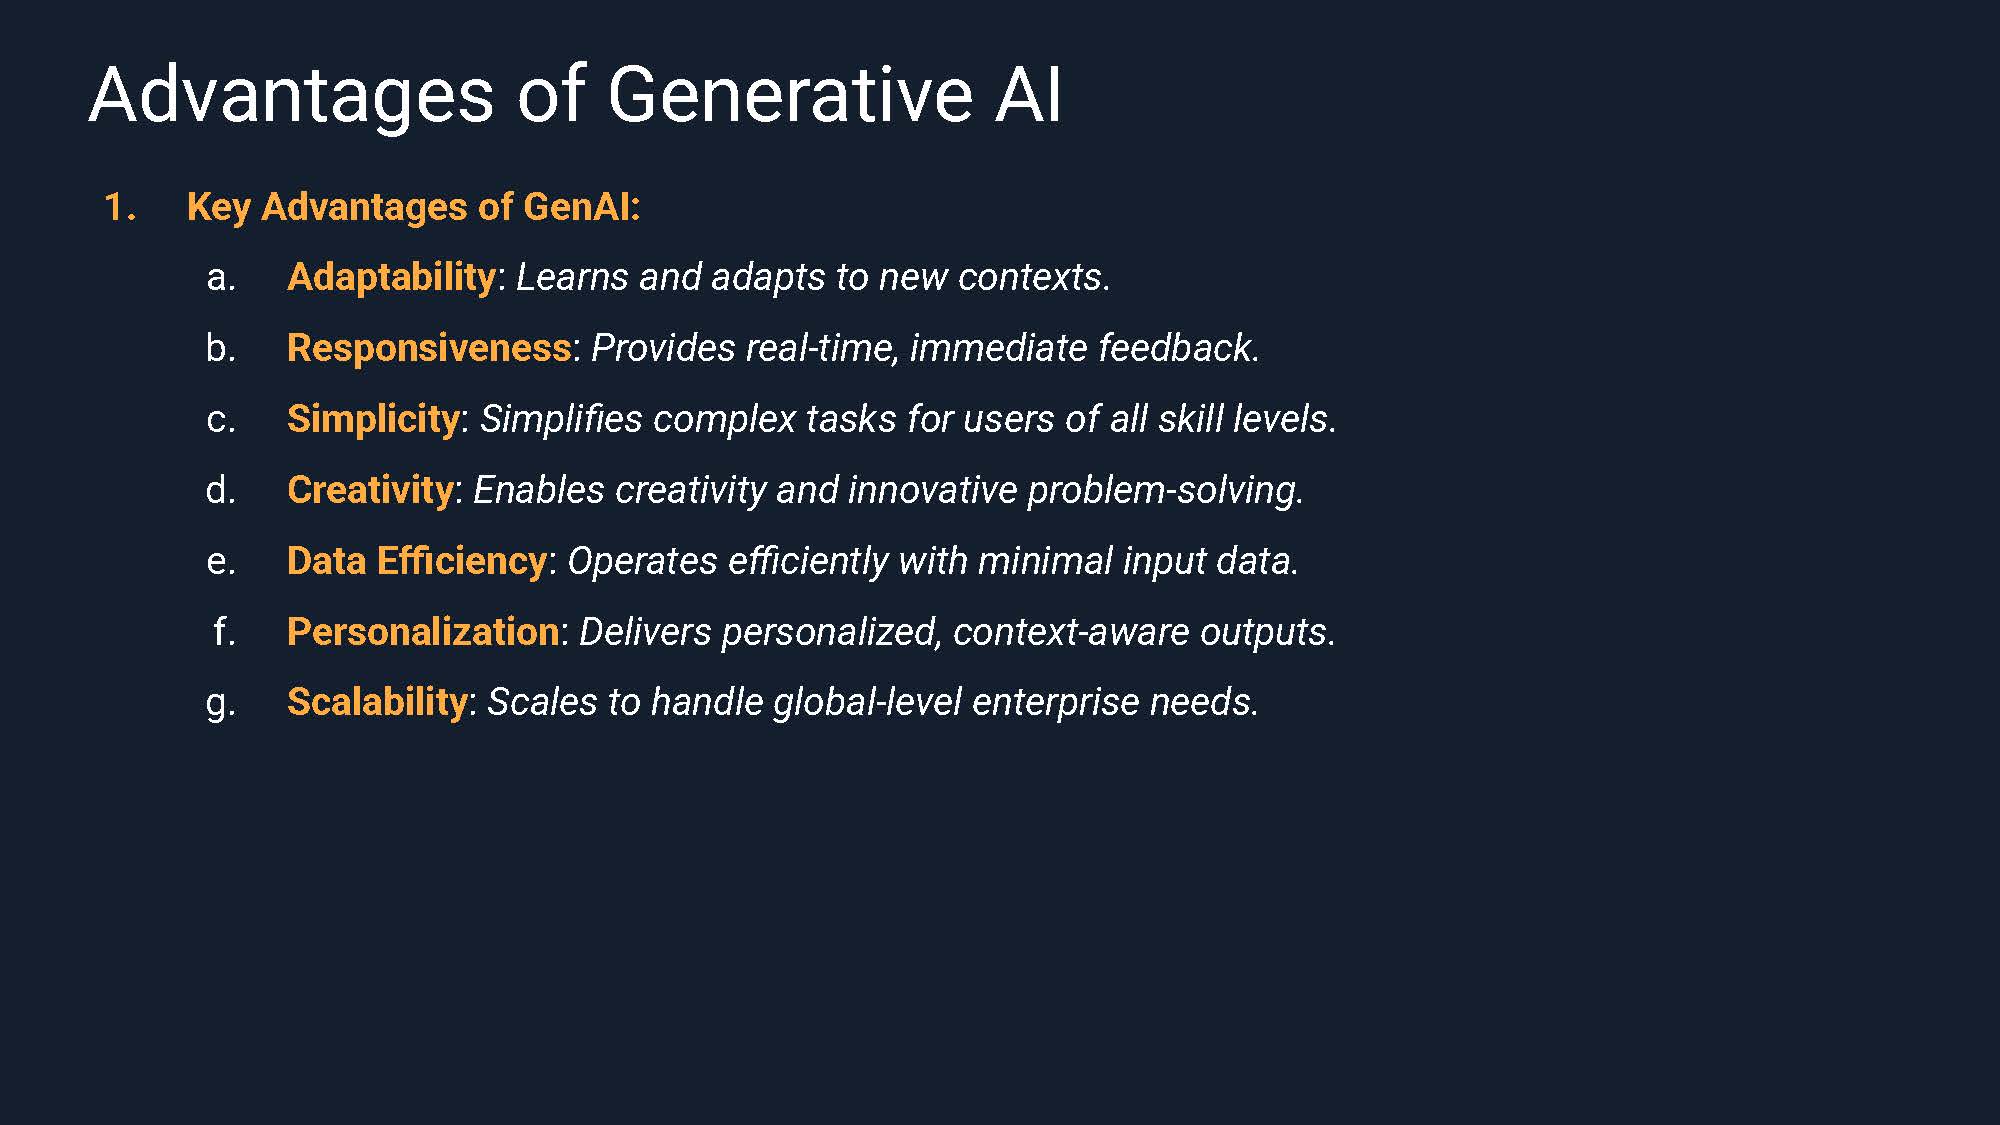 Advantages of Generative AI
1. Key Advantages of GenAI:
a. Adaptability: Learns and adapts to new contexts.
b. Responsiveness: Provides real-time, immediate feedback.
c. Simplicity: Simplifies complex tasks for users of all skill levels.
d. Creativity: Enables creativity and innovative problem-solving.
e. Data Efficiency: Operates efficiently with minimal input data.
f. Personalization: Delivers personalized, context-aware outputs.
g. Scalability: Scales to handle global-level enterprise needs.